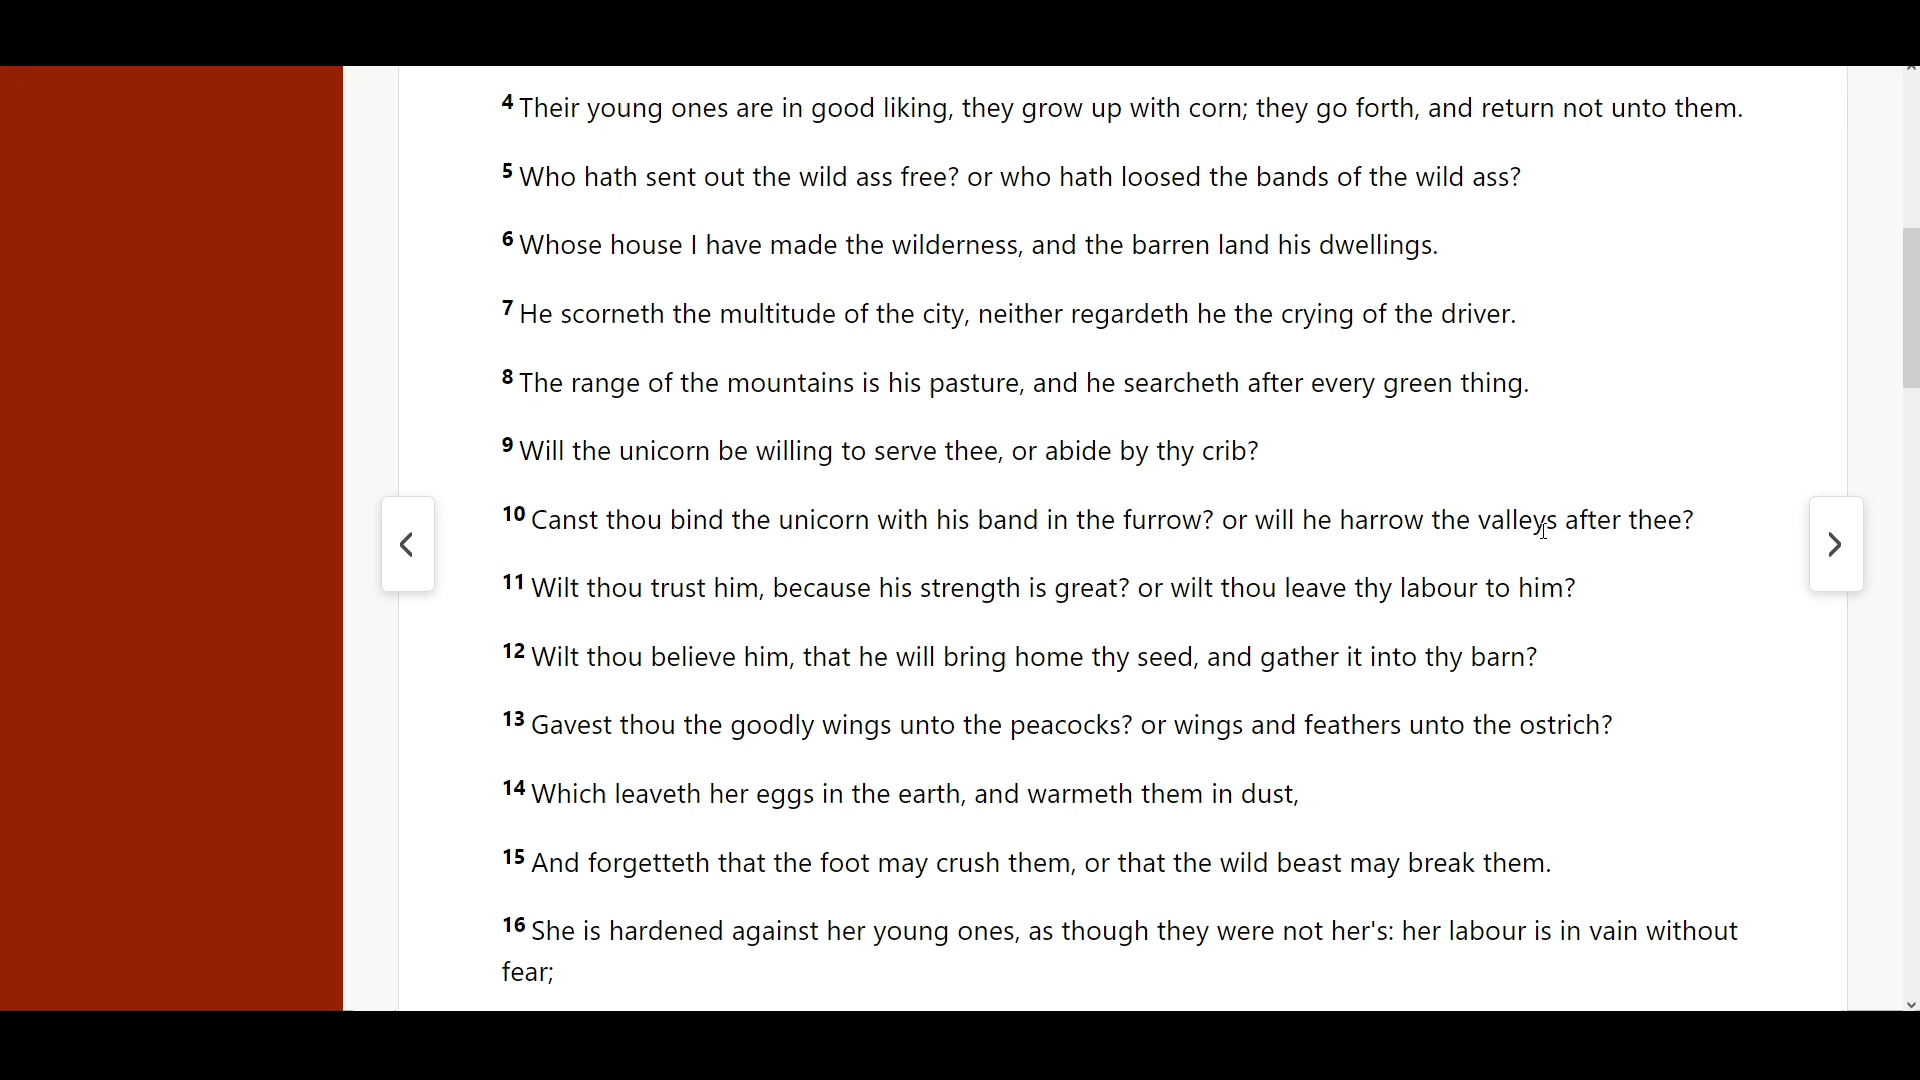 4 Their young ones are in good liking, they grow up with corn; they go forth, and return not unto them.
5 Who hath sent out the wild ass free? or who hath loosed the bands of the wild ass?
6 Whose house I have made the wilderness, and the barren land his dwellings.
7 He scorneth the multitude of the city, neither regardeth he the crying of the driver.
8 The range of the mountains is his pasture, and he searcheth after every green thing.
9 Will the unicorn be willing to serve thee, or abide by thy crib?
10 Canst thou bind the unicorn with his band in the furrow? or will he harrow the valleys after thee?
11 Wilt thou trust him, because his strength is great? or wilt thou leave thy labour to him?
12 Wilt thou believe him, that he will bring home thy seed, and gather it into thy barn?
13 Gavest thou the goodly wings unto the peacocks? or wings and feathers unto the ostrich?
14 Which leaveth her eggs in the earth, and warmeth them in dust,
15 And forgetteth that the foot may crush them, or that the wild beast may break them.
16 She is hardened against her young ones, as though they were not her's: her labour is in vain without
fear;